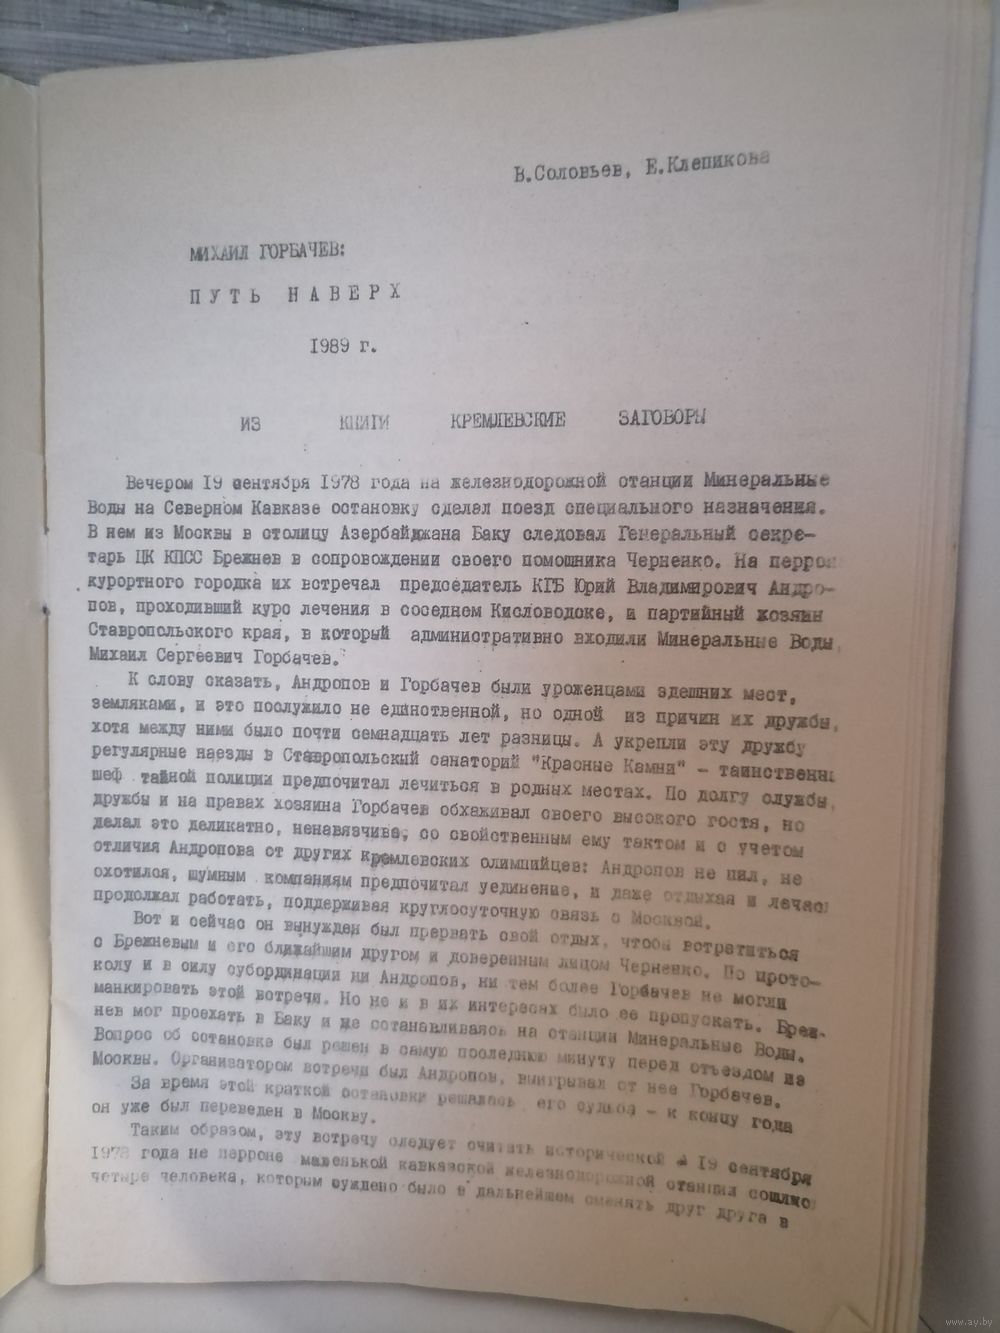 В.Соловьев, Е.Клепикова
МИХАИЛ ГОРБАЧЕВ:
ПУТЬ НАВЕРХ
1989 г.
ИЗ КНИГИ КРЕМЛЕВСКИЕ ЗАГОВОРЫ
Вечером 19 сентября 1978 года на железнодорожной станции Минеральные
Воды на Северном Кавказе остановку сделал поезд специального назначения.
В нем из Москвы в столицу Азербайджана Баку следовал Генеральный секре-
тарь ЦК КПСС Брежнев в сопровождении своего помощника Черненко. На перро
курортного городка их встречал председатель КГБ Юрий Владимирович Андро-
пов, проходивший курс лечения в соседнем Кисловодске, и партийный хозяин
Ставропольского края, в который административно входили Минеральные Воды,
Михаил Сергеевич Горбачев.
К слову сказать, Андропов и Горбачев были уроженцами здешних мест,
земляками, и это послужило не единственной, но одной из причин их дружбы,
хотя между ними было почти семнадцать лет разницы. А укрепли эту дружбу
регулярные наезды в Ставропольский санаторий "Красные Камни" - таинственны
шеф тайной полиции предпочитал лечиться в родных местах. По долгу службы,
дружбы и на правах хозяина Горбачев обхаживал своего высокого гостя, но
делал это деликатно, ненавязчиво, со свойственным ему тактом и с учетом
отличия Андропова от других кремлевских олимпийцев: Андропов не пил, не
охотился, шумным компаниям предпочитал уединение, и даже отдыхая и лечась
продолжал работать, поддерживая круглосуточную связь с Москвой.
Вот и сейчас он вынужден был прервать свой отдых, чтобы встретиться
с Брежневым и его ближайшим другом и доверенным лицом Черненко. По прото-
колу и в силу субординации ни Андропов, ни тем более Горбачев не могли
манкировать этой встречи. Но не и в их интересах было ее пропускать. Бреж-
нев мог проехать в Баку и не останавливаясь на станции Минеральные Воды.
Вопрос об остановке был решен в самую последнюю минуту перед отъездом из
Москвы. Организатором встречи был Андропов, выигрывал от нее Горбачев.
За время этой краткой остановки решалась его судьба - к концу года
он уже был переведен в Москву.
Таким образом, эту встречу следует считать исторической - 19 сентября
1978 года не перроне маленькой кавказской железнодорожной станции сошлись
четыре человека, которым суждено было в дальнейшем сменять друг друга в
www.ay.by